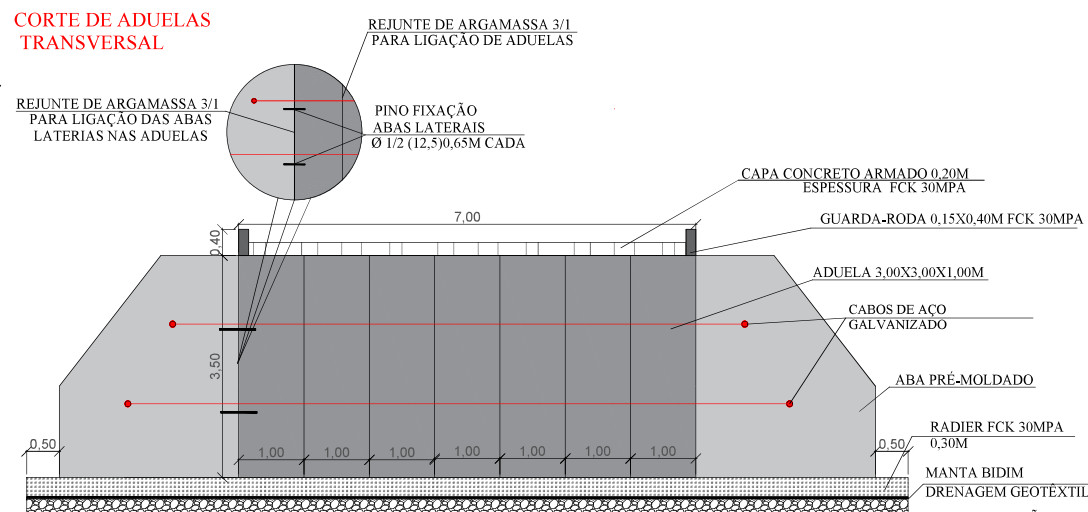 CORTE DE ADUELAS
TRANSVERSAL
REJUNTE DE ARGAMASSA 3/1
PARA LIGAÇÃO DE ADUELAS
REJUNTE DE ARGAMASSA 3/1
PARA LIGAÇÃO DAS ABAS
LATERIAS NAS ADUELAS
PINO FIXAÇÃO
ABAS LATERAIS
Ø 1/2 (12,5)0,65M CADA
CAPA CONCRETO ARMADO 0,20M
ESPESSURA FCK 30MPA
7,00
GUARDA-RODA 0,15X0,40M FCK 30MPA
0,40
ADUELA 3,00X3,00X1,00M
CABOS DE AÇO
GALVANIZADO
3,50
ABA PRÉ-MOLDADO
RADIER FCK 30MPA
0,30M
0,50
1,00
1,00
1,00
1,00
1,00
1,00
1,00
0,50
MANTA BIDIM
DRENAGEM GEOTÊXTIL